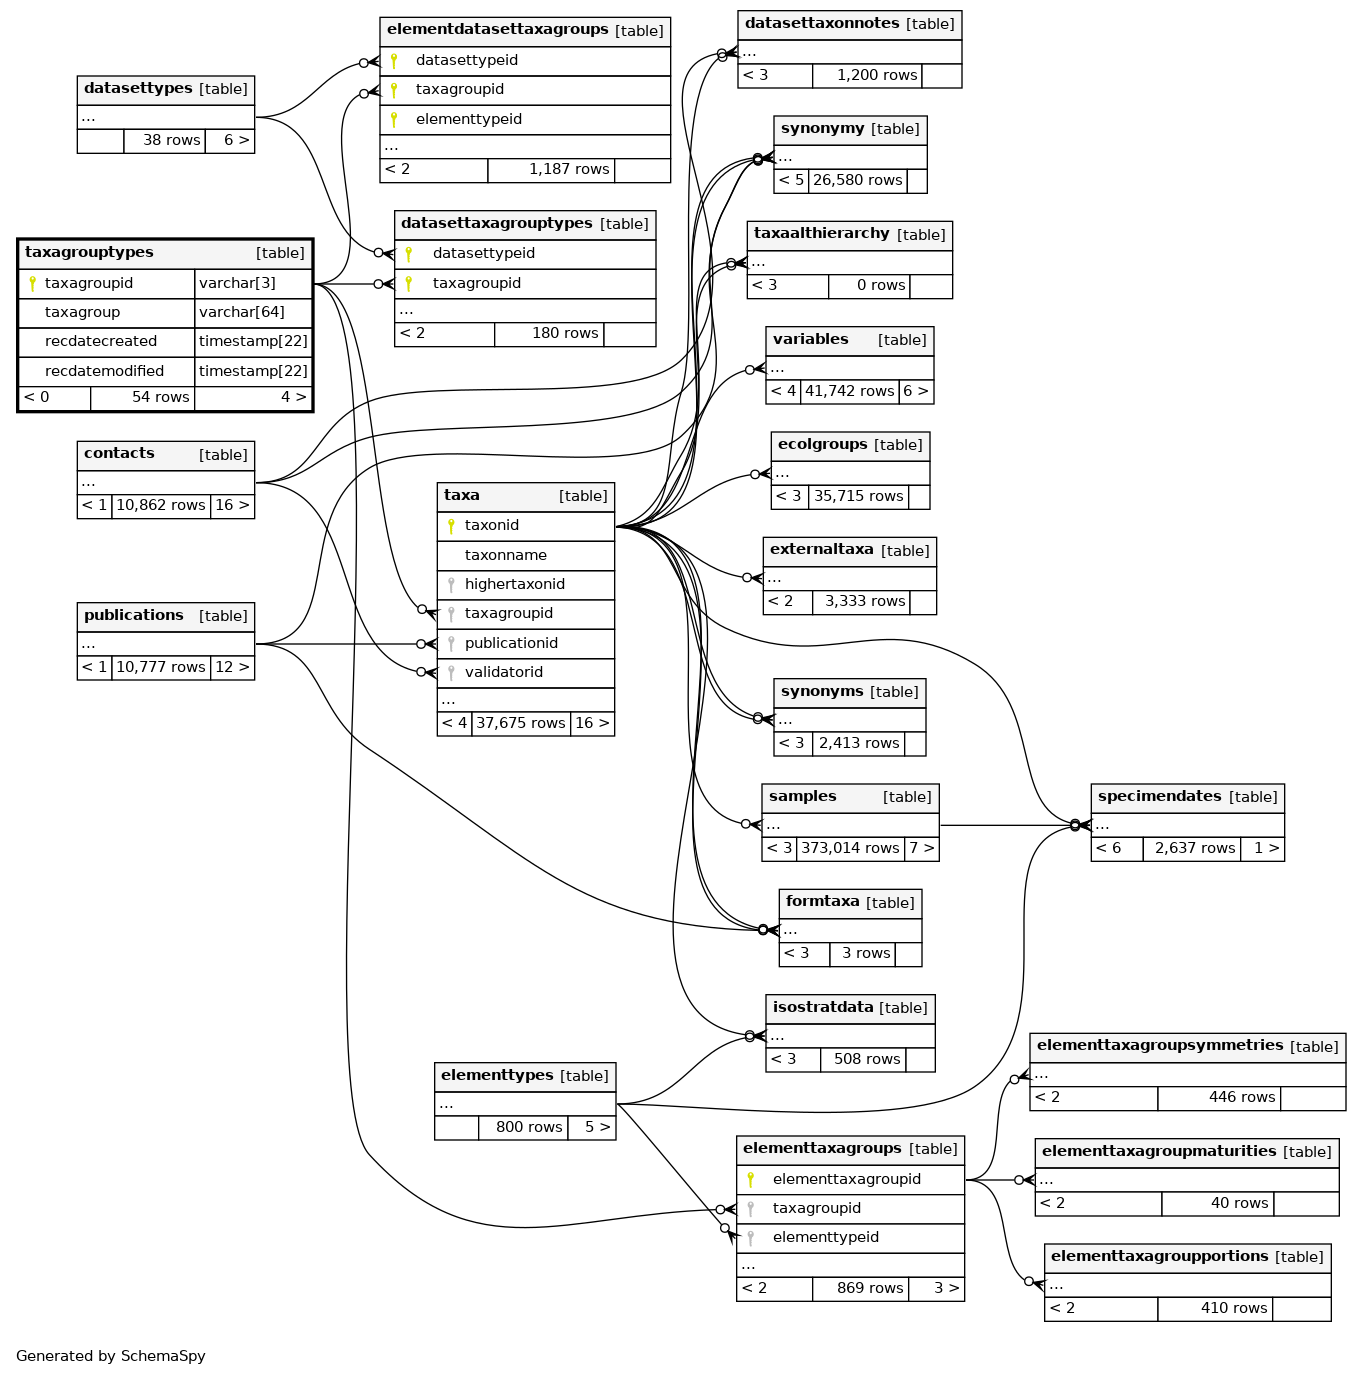 datasettypes [table]
...
38 rows 6 >
taxagrouptypes [table]
taxagroupid varchar[3]
taxagroup varchar[64]
recdatecreated timestamp[22]
recdatemodified timestamp[22]
< 0 54 rows 4 >
contacts [table]
...
< 1 10,862 rows 16 >
publications [table]
...
< 1 10,777 rows 12 >
elementdatasettaxagroups [table]
datasettypeid
taxagroupid
elementtypeid
...
< 2 1,187 rows
datasettaxagrouptypes [table]
datasettypeid
taxagroupid
...
< 2 180 rows
taxa [table]
taxonid
taxonname
highertaxonid
taxagroupid
publicationid
validatorid
...
< 4 37,675 rows 16 >
elementtypes [table]
...
800 rows 5 >
datasettaxonnotes [table]
...
< 3 1,200 rows
synonymy [table]
...
< 5 26,580 rows
taxaalthierarchy [table]
...
< 3 0 rows
variables [table]
...
< 4 41,742 rows 6 >
ecolgroups [table]
...
< 3 35,715 rows
externaltaxa [table]
...
< 2 3,333 rows
synonyms [table]
...
< 3 2,413 rows
samples [table]
...
< 3 373,014 rows 7 >
formtaxa [table]
...
< 3 3 rows
isostratdata [table]
...
< 3 508 rows
elementtaxagroups [table]
elementtaxagroupid
taxagroupid
elementtypeid
...
< 2 869 rows 3 >
specimendates [table]
...
< 6 2,637 rows 1 >
elementtaxagroupsymmetries [table]
...
< 2 446 rows
elementtaxagroupmaturities [table]
...
< 2 40 rows
elementtaxagroupportions [table]
...
< 2 410 rows
Generated by SchemaSpy